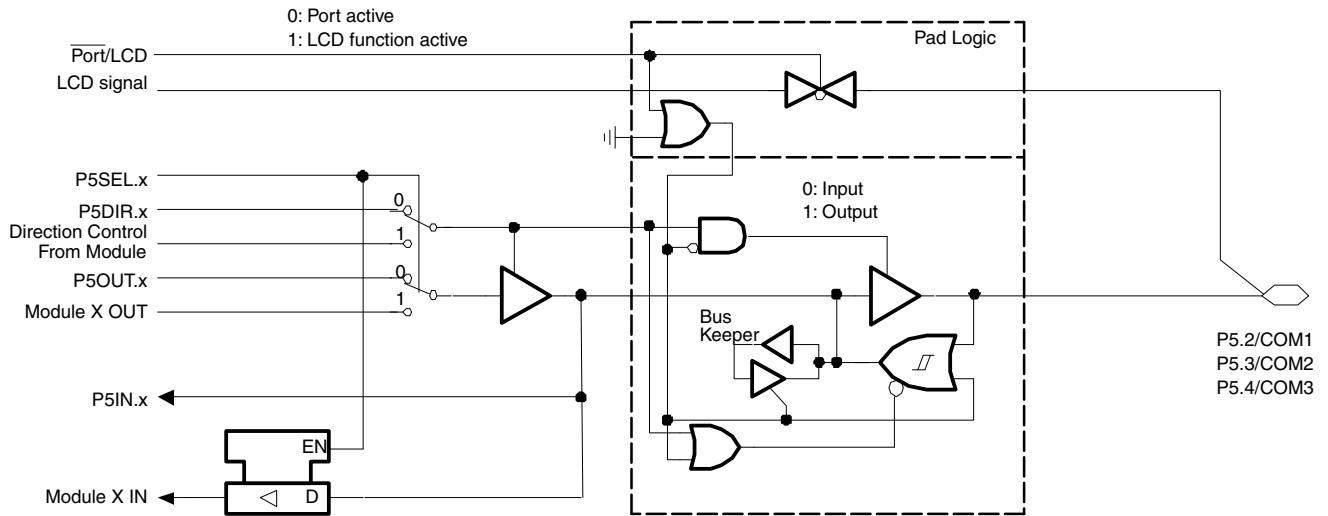 0: Port active
1: LCD function active
Port/LCD
LCD signal
Pad Logic
P5SEL.x
P5DIR.x
0
Direction Control
From Module
1
P5OUT.x
0
Module X OUT
1
0: Input
1: Output
Bus
Keeper
P5.2/COM1
P5.3/COM2
P5.4/COM3
P5IN.x
EN
Module X IN
D